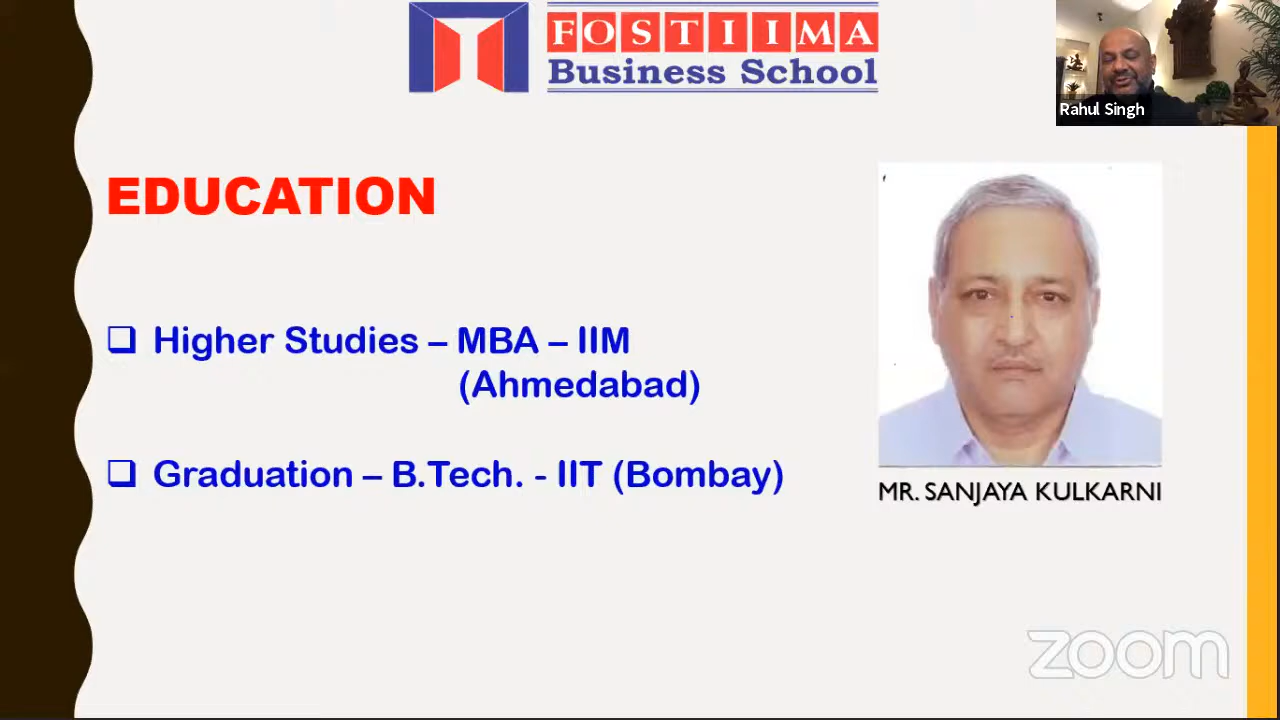 FOSTIIMA
Business School
Rahul Singh
EDUCATION
Higher Studies – MBA – IIM
(Ahmedabad)
Graduation – B.Tech. - IIT (Bombay)
MR. SANJAYA KULKARNI
zoom